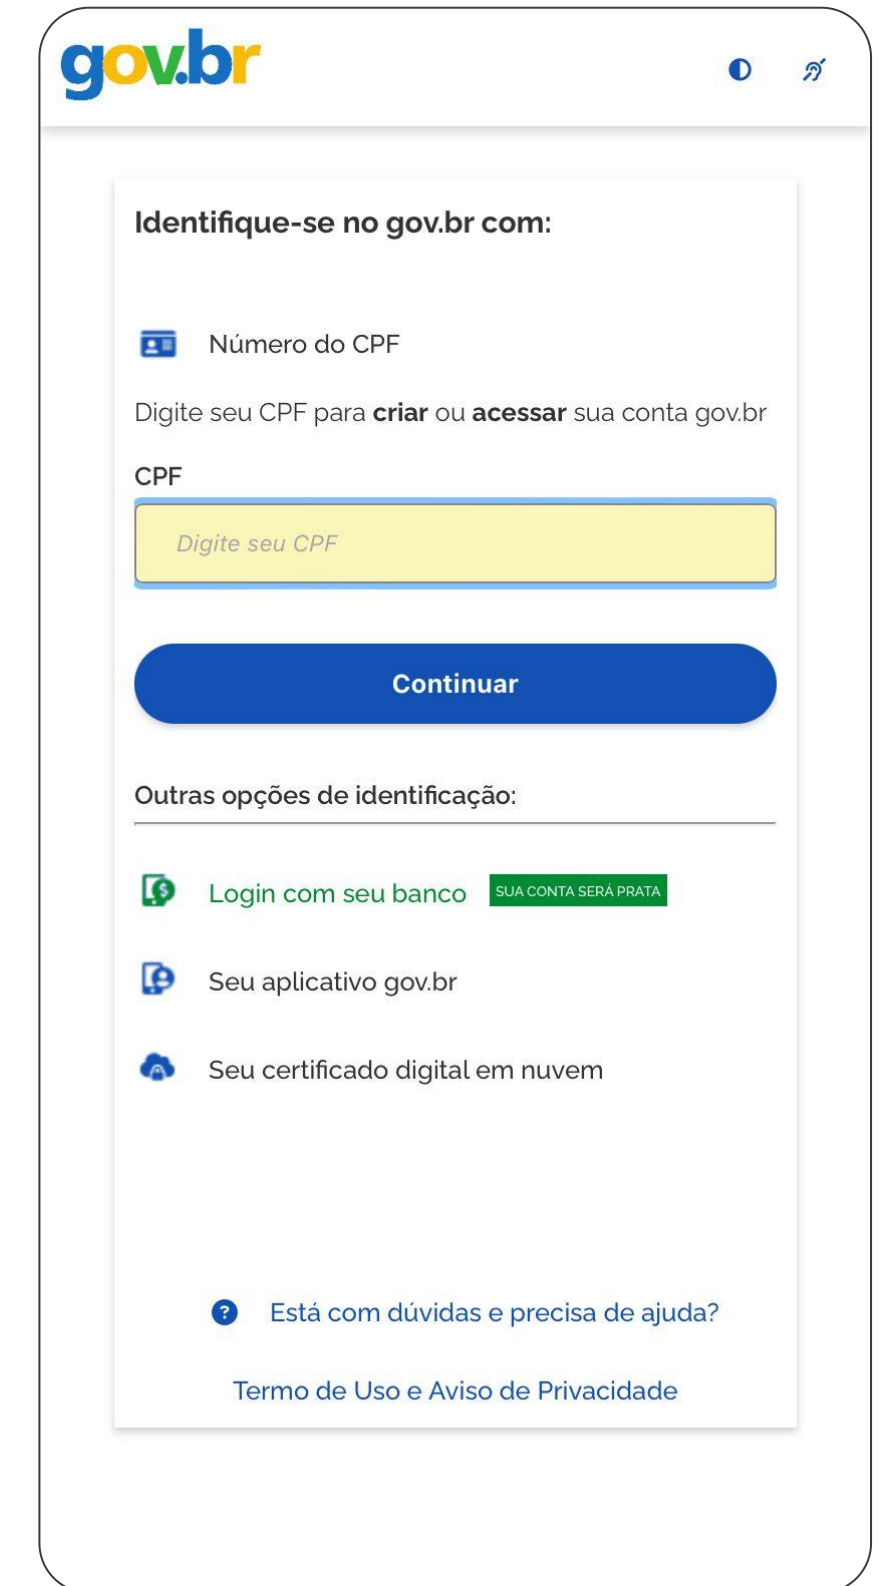 gov.br
Identifique-se no gov.br com:
Número do CPF
Digite seu CPF para criar ou acessar sua conta gov.br
CPF
Digite seu CPF
Continuar
Outras opções de identificação:
Login com seu banco SUA CONTA SERÁ PRATA
Seu aplicativo gov.br
Seu certificado digital em nuvem
Está com dúvidas e precisa de ajuda?
Termo de Uso e Aviso de Privacidade